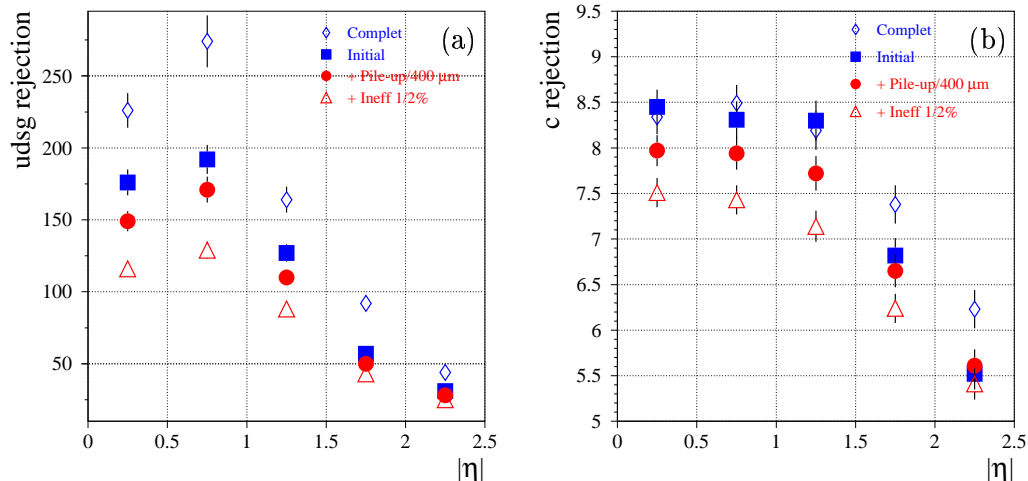 udsg rejection
250
200
150
100
50
0
0.5
1
1.5
2
2.5
|η|
(a)
Complet
Initial
+ Pile-up/400 μm
+ Ineff 1/2%
c rejection
9
8.5
8
7.5
7
6.5
6
5.5
5
0
0.5
1
1.5
2
2.5
|η|
(b)
Complet
Initial
+ Pile-up/400 μm
+ Ineff 1/2%